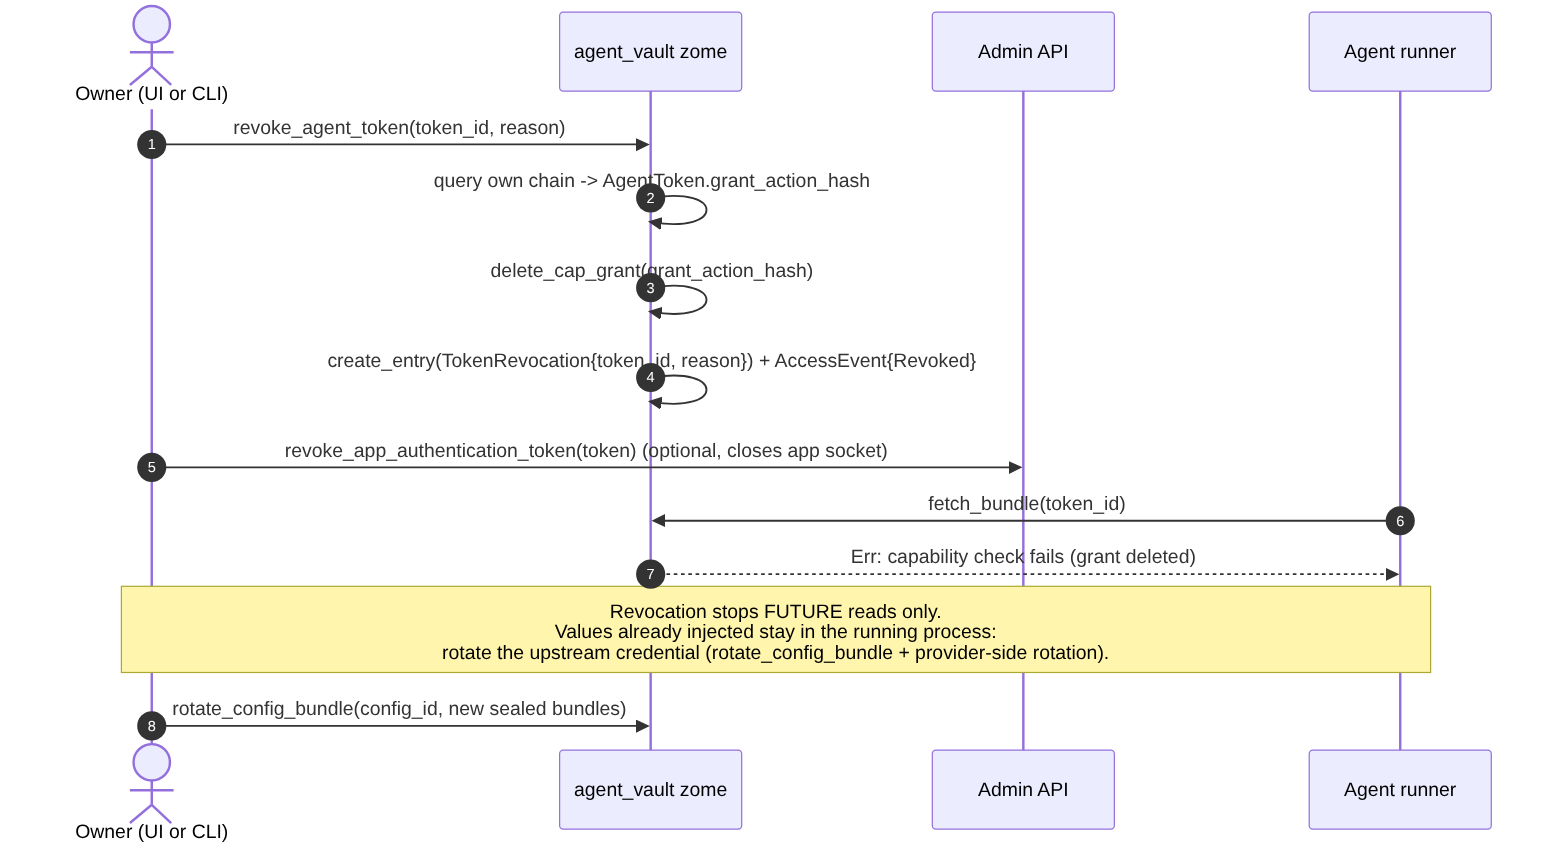 Owner (UI or CLI)
agent_vault zome
Admin API
Agent runner
1
revoke_agent_token(token_id, reason)
query own chain -> AgentToken.grant_action_hash
2
delete_cap_grant(grant_action_hash)
3
create_entry(TokenRevocation{token_id, reason}) + AccessEvent{Revoked}
4
revoke_app_authentication_token(token) (optional, closes app socket)
5
fetch_bundle(token_id)
6
Err: capability check fails (grant deleted)
7
Revocation stops FUTURE reads only.
Values already injected stay in the running process:
rotate the upstream credential (rotate_config_bundle + provider-side rotation).
rotate_config_bundle(config_id, new sealed bundles)
8
Owner (UI or CLI)
agent_vault zome
Admin API
Agent runner